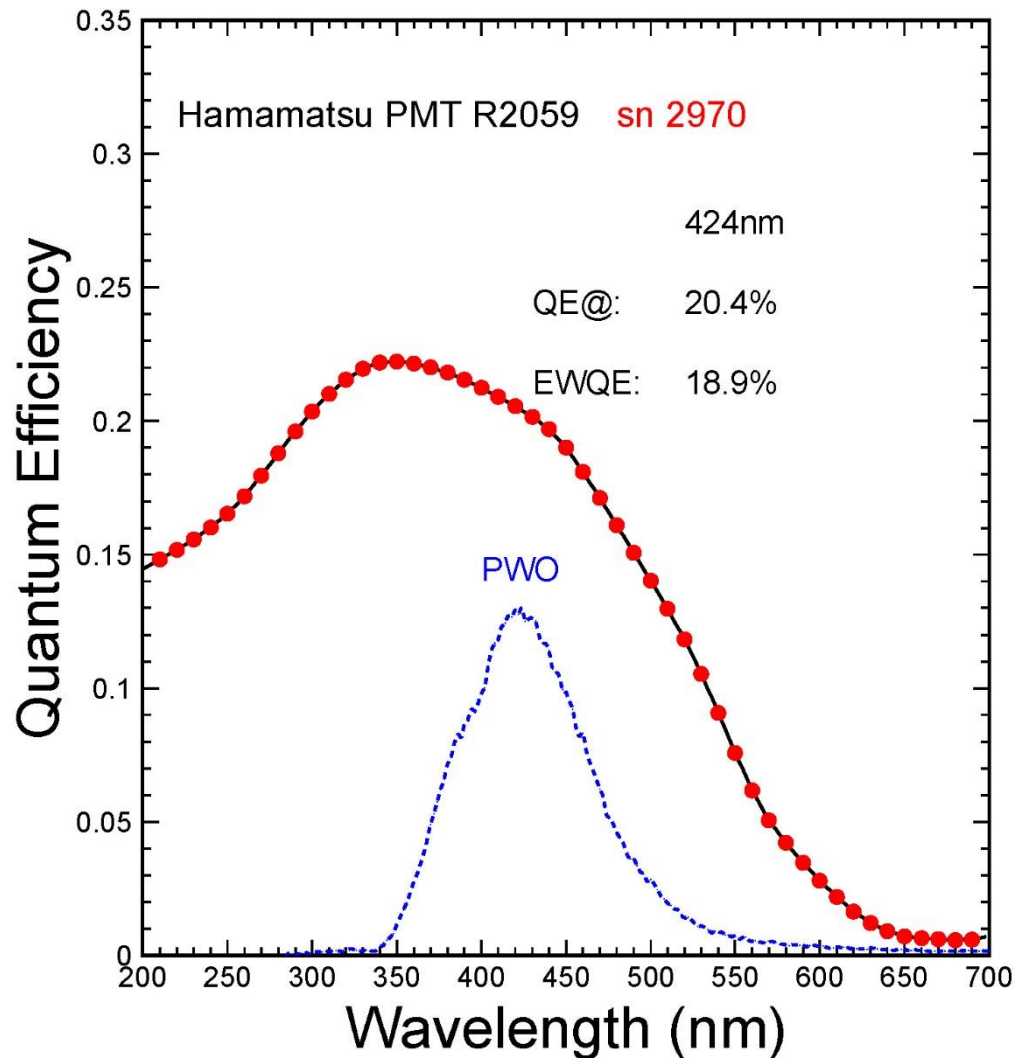 Hamamatsu PMT R2059 sn 2970
424nm
QE@: 20.4%
EWQE: 18.9%
PWO
Quantum Efficiency
0.35
0.3
0.25
0.2
0.15
0.1
0.05
0
200 250 300 350 400 450 500 550 600 650 700
Wavelength (nm)